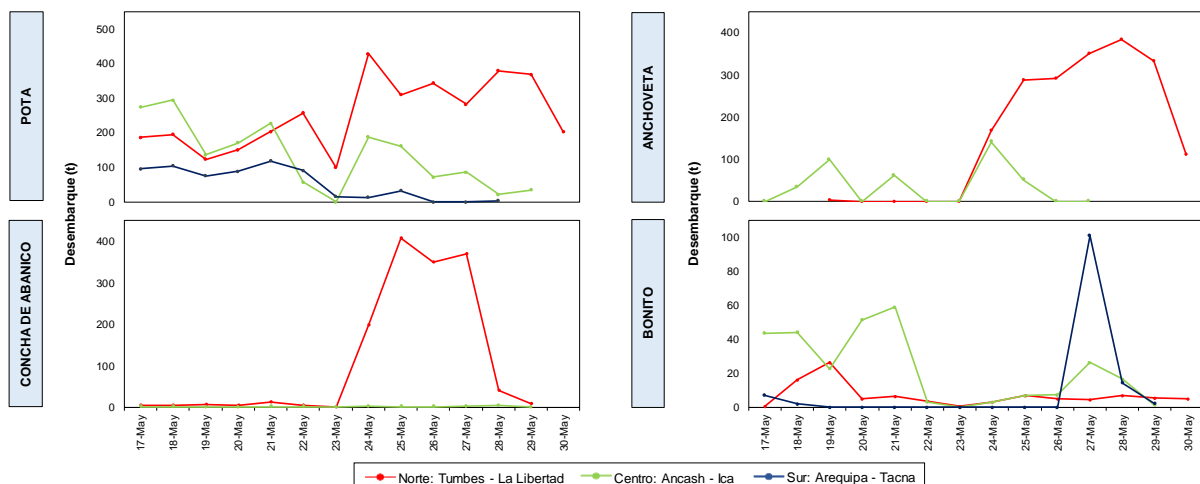 POTA
Desembarque (t)
500
400
300
200
100
0
ANCHOVETA
Desembarque (t)
400
300
200
100
0
CONCHA DE ABANICO
400
300
200
100
0
17-May
18-May
19-May
20-May
21-May
22-May
23-May
24-May
25-May
26-May
27-May
28-May
29-May
30-May
BONITO
100
80
60
40
20
0
17-May
18-May
19-May
20-May
21-May
22-May
23-May
24-May
25-May
26-May
27-May
28-May
29-May
30-May
Norte: Tumbes - La Libertad
Centro: Ancash - Ica
Sur: Arequipa - Tacna